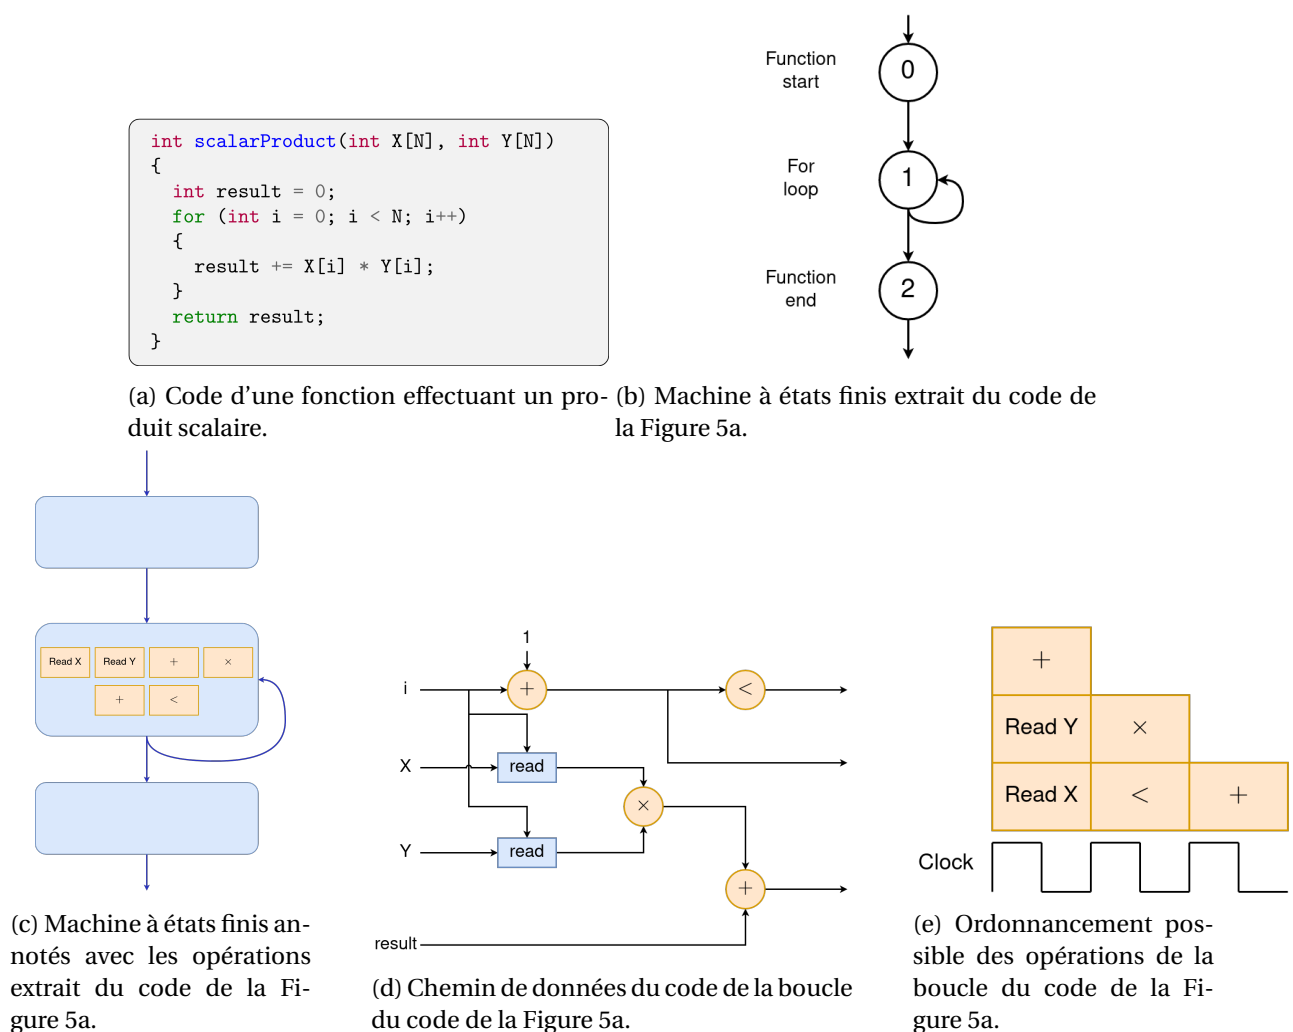 int scalarProduct(int X[N], int Y[N])
{
int result = 0;
for (int i = 0; i < N; i++)
{
result += X[i] * Y[i];
}
return result;
}
(a) Code d'une fonction effectuant un pro-
duit scalaire.
Function
start
0
For
loop
1
Function
end
2
(b) Machine à états finis extrait du code de
la Figure 5a.
Read X
Read Y
+
×
+
<
(c) Machine à états finis an-
notés avec les opérations
extrait du code de la Fi-
gure 5a.
1
i
+
<
X
read
×
Y
read
+
result
(d) Chemin de données du code de la boucle
du code de la Figure 5a.
+
Read Y
×
Read X
<
+
Clock
(e) Ordonnancement pos-
sible des opérations de la
boucle du code de la Fi-
gure 5a.